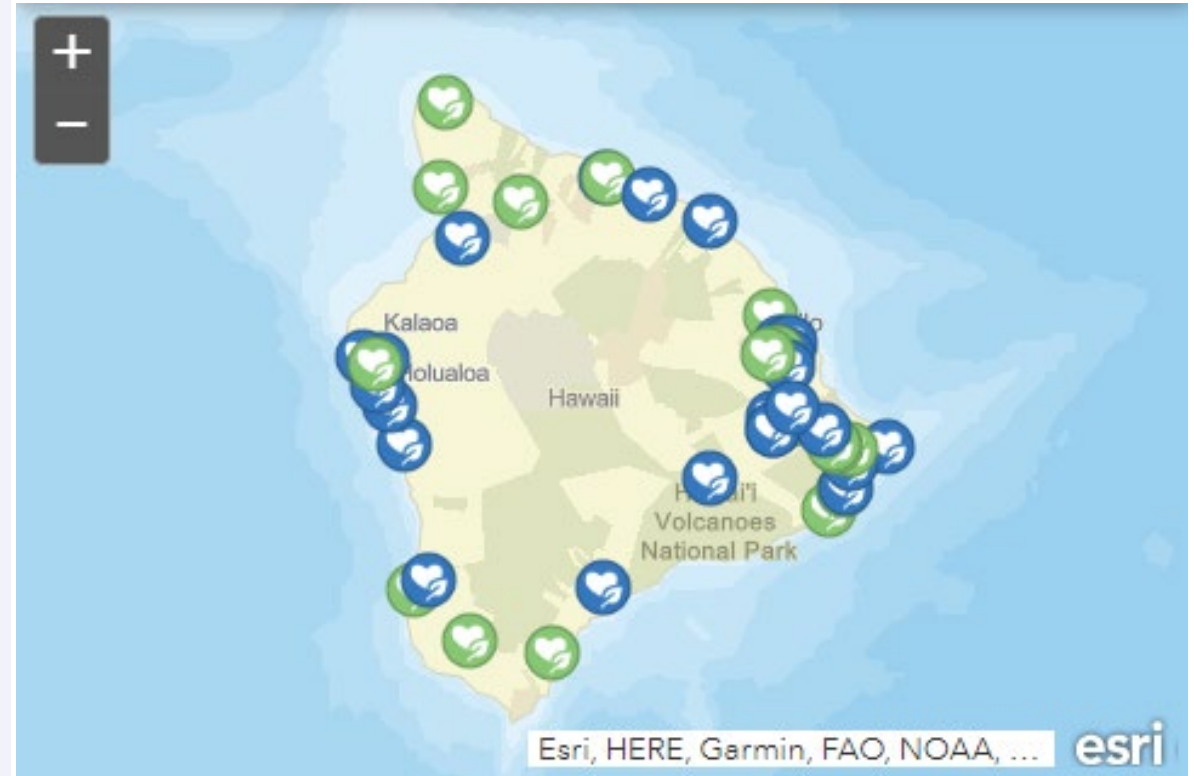 +
−
Kalaoa
Hawaii
Volcanoes
National Park
Esri, HERE, Garmin, FAO, NOAA, ...
esri